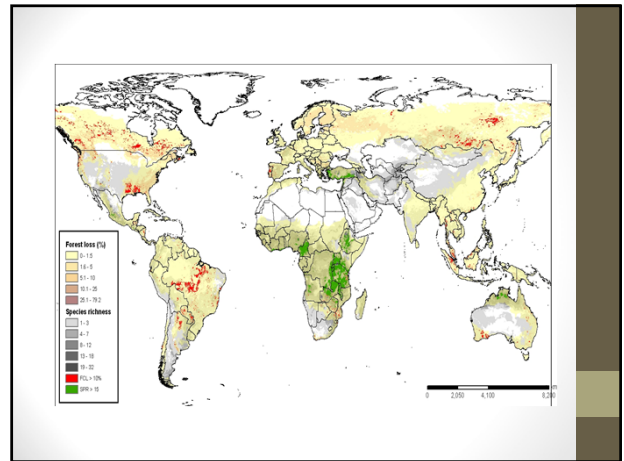 Forest loss (%)
0 - 1.5
1.6 - 5
5.1 - 10
10.1 - 25
25.1 - 79.2
Species richness
1 - 3
4 - 7
8 - 12
13 - 18
19 - 32
FCL > 10%
SPR > 15
0 2,050 4,100 8,200